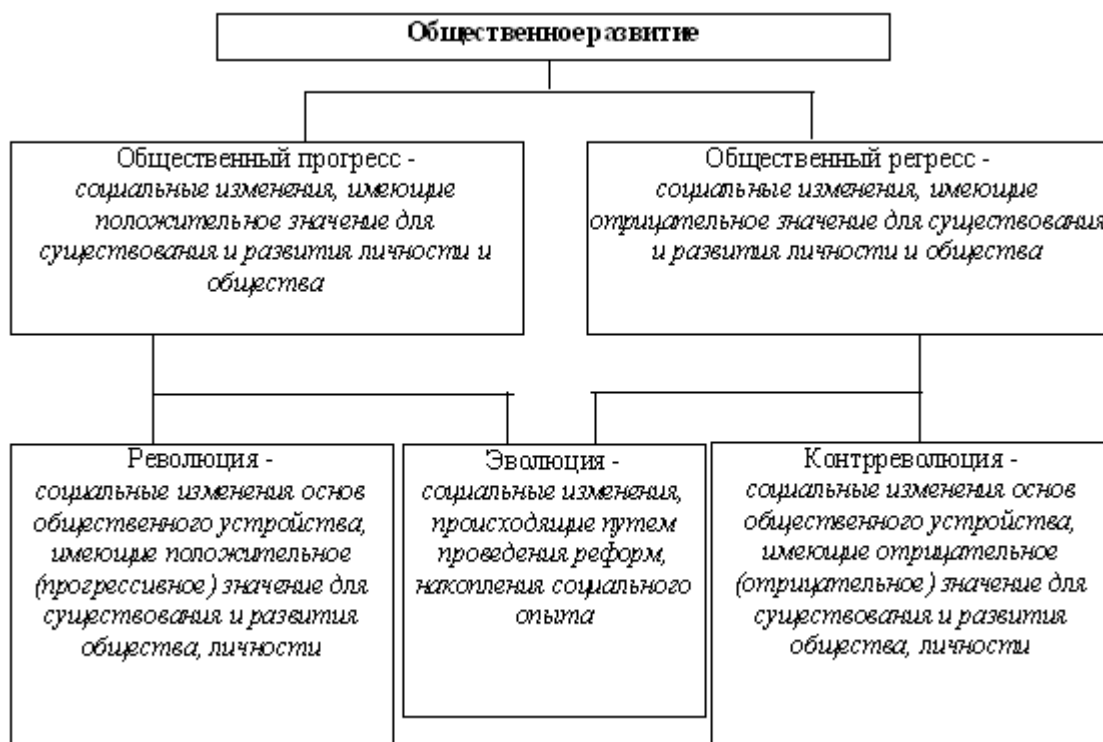 Общественное развитие
Общественный прогресс -
социальные изменения, имеющие
положительное значение для
существования и развития личности и
общества
Общественный регресс -
социальные изменения, имеющие
отрицательное значение для существования
и развития личности и общества
Революция -
социальные изменения основ
общественного устройства,
имеющие положительное
(прогрессивное) значение для
существования и развития
общества, личности
Эволюция -
социальные изменения,
происходящие путем
проведения реформ,
накопления социального
опыта
Контрреволюция -
социальные изменения основ
общественного устройства,
имеющие отрицательное
(отрицательное) значение для
существования и развития
общества, личности